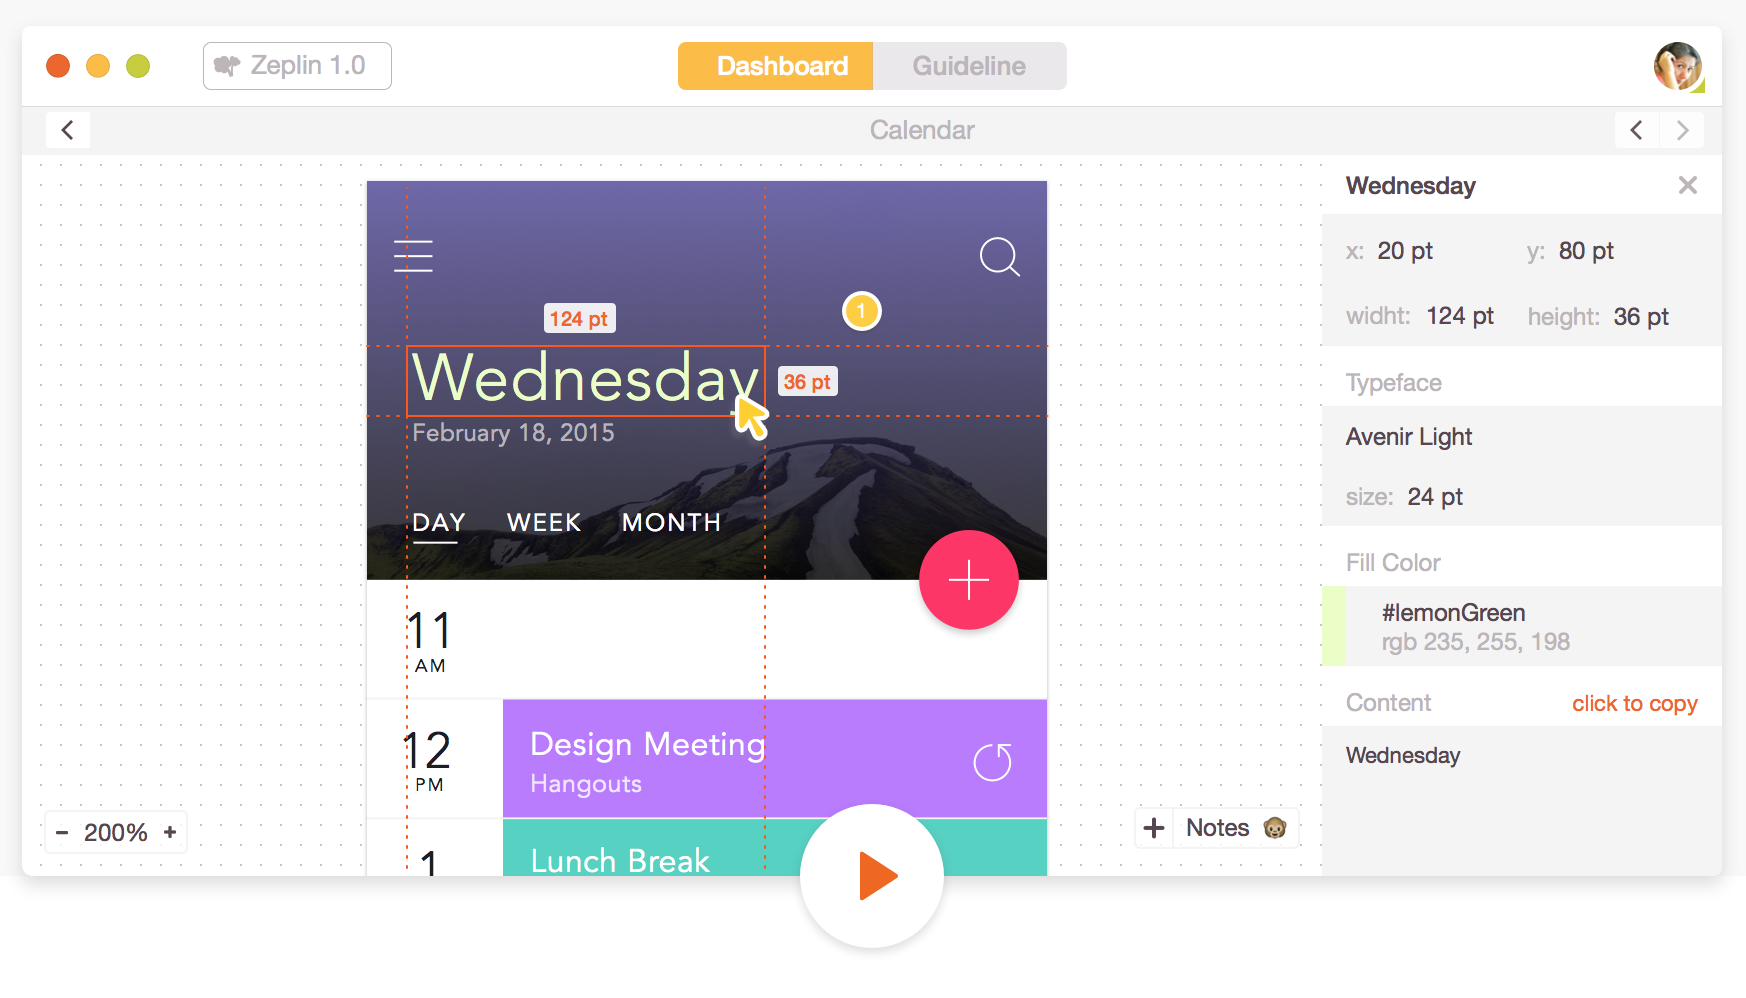 Zeplin 1.0
Dashboard
Guideline
Calendar
124 pt
1
Wednesday
36 pt
February 18, 2015
DAY WEEK MONTH
11
AM
12
PM
Design Meeting
Hangouts
1
Lunch Break
- 200% +
+ Notes
Wednesday
x: 20 pt y: 80 pt
widht: 124 pt height: 36 pt
Typeface
Avenir Light
size: 24 pt
Fill Color
#lemonGreen
rgb 235, 255, 198
Content click to copy
Wednesday